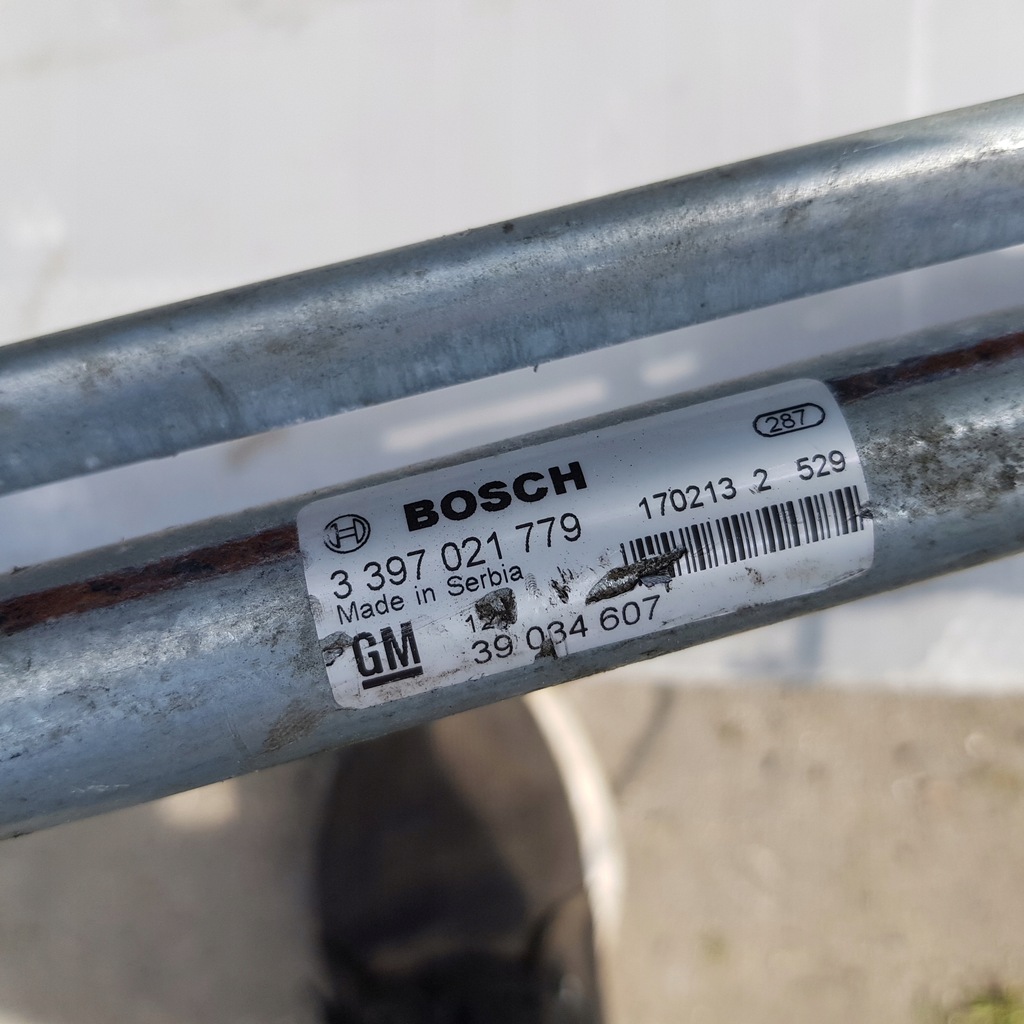 287
BOSCH
170213 2 529
3 397 021 779
Made in Serbia
GM
39 034 607